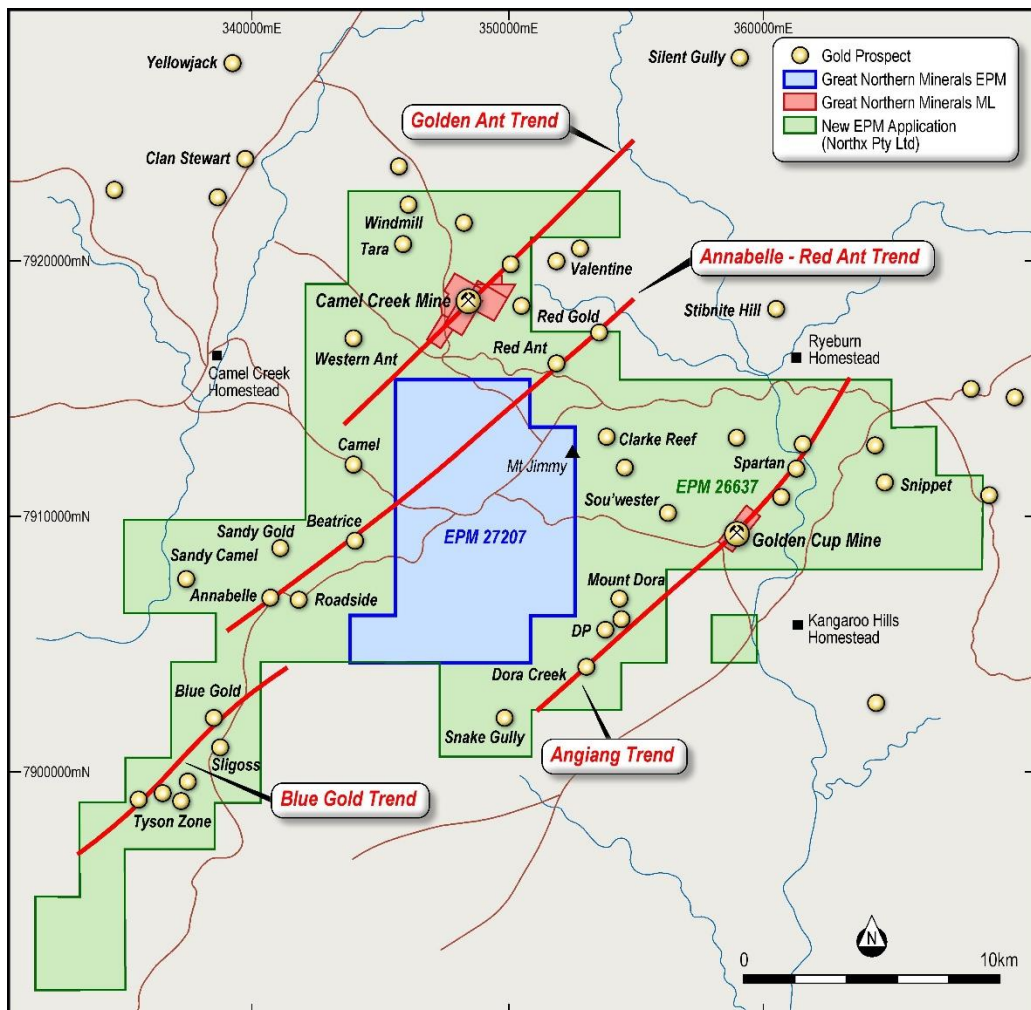 340000mE
350000mE
360000mE
Yellowjack
Silent Gully
Gold Prospect
Great Northern Minerals EPM
Great Northern Minerals ML
New EPM Application
(Northx Pty Ltd)
Golden Ant Trend
Clan Stewart
Windmill
Tara
7920000mN
Valentine
Annabelle - Red Ant Trend
Camel Creek Mine
Red Gold
Stibnite Hill
Western Ant
Red Ant
Ryeburn
Homestead
Camel Creek
Homestead
Camel
Clarke Reef
Mt Jimmy
Spartan
Sou'wester
EPM 26637
Snippet
7910000mN
Beatrice
Sandy Gold
EPM 27207
Golden Cup Mine
Sandy Camel
Annabelle
Roadside
Mount Dora
DP
Kangaroo Hills
Homestead
Dora Creek
Blue Gold
Snake Gully
Sligoss
Angiang Trend
7900000mN
Blue Gold Trend
Tyson Zone
N
0
10km